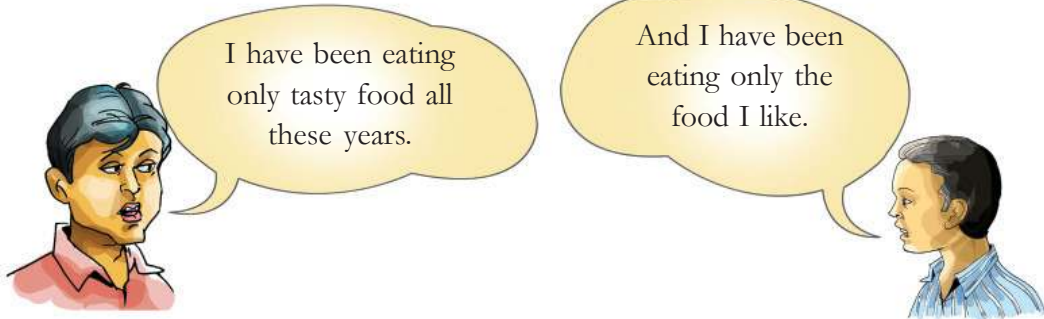 I have been eating
only tasty food all
these years.
And I have been
eating only the
food I like.